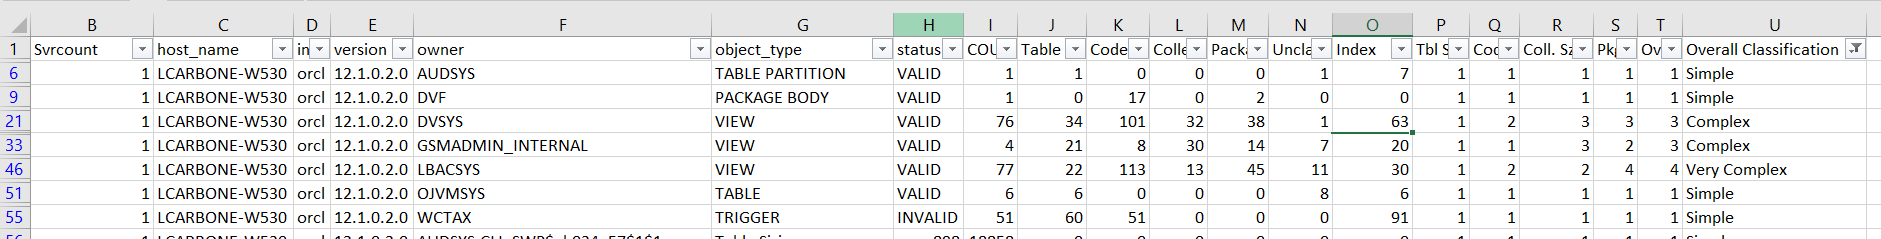 B C D E F G H I J K L M N O P Q R S T U
1 Svrcount host_name in version owner object_type status COU Table Code Colle Packa Uncla Index Tbl S Coc Coll. Sz Pkg Ov Overall Classification
6 1 LCARBONE-W530 orcl 12.1.0.2.0 AUDSYS TABLE PARTITION VALID 1 1 0 0 0 1 7 1 1 1 1 1 Simple
9 1 LCARBONE-W530 orcl 12.1.0.2.0 DVF PACKAGE BODY VALID 1 0 17 0 2 0 0 1 1 1 1 1 Simple
21 1 LCARBONE-W530 orcl 12.1.0.2.0 DVSYS VIEW VALID 76 34 101 32 38 1 63 1 2 3 3 3 Complex
33 1 LCARBONE-W530 orcl 12.1.0.2.0 GSMADMIN_INTERNAL VIEW VALID 4 21 8 30 14 7 20 1 1 3 2 3 Complex
46 1 LCARBONE-W530 orcl 12.1.0.2.0 LBACSYS VIEW VALID 77 22 113 13 45 11 30 1 2 2 4 4 Very Complex
51 1 LCARBONE-W530 orcl 12.1.0.2.0 OJVMSYS TABLE VALID 6 6 0 0 0 8 6 1 1 1 1 1 Simple
55 1 LCARBONE-W530 orcl 12.1.0.2.0 WCTAX TRIGGER INVALID 51 60 51 0 0 0 91 1 1 1 1 1 Simple